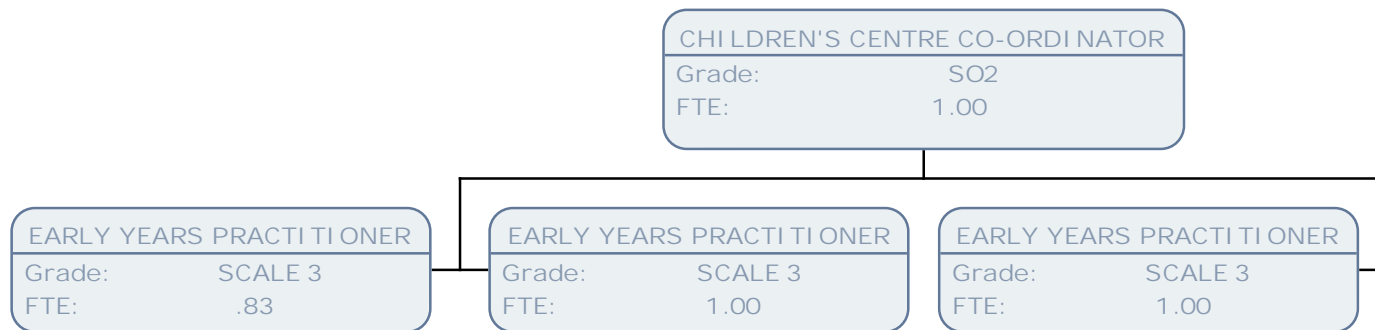 CHILDREN'S CENTRE CO-ORDINATOR
Grade: SO2
FTE: 1.00
EARLY YEARS PRACTITIONER
Grade: SCALE 3
FTE: .83
EARLY YEARS PRACTITIONER
Grade: SCALE 3
FTE: 1.00
EARLY YEARS PRACTITIONER
Grade: SCALE 3
FTE: 1.00